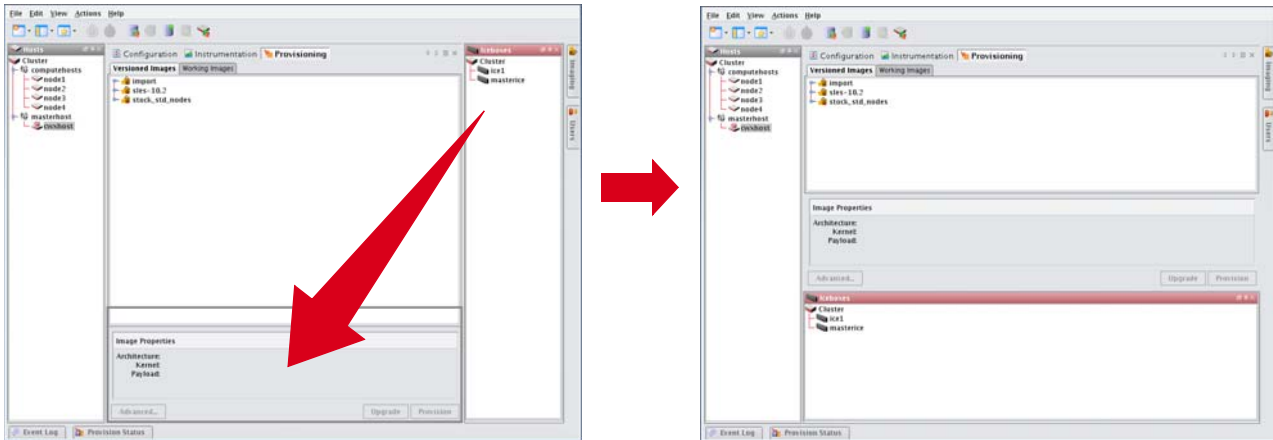 File Edit View Actions Help
Hosts
Cluster
computehosts
node1
node2
node3
node4
masterhost
cwxhost
Configuration Instrumentation Provisioning
Versioned Images Working Images
import
sles-10.2
stock_std_nodes
Image Properties
Architecture:
Kernel:
Payload:
Advanced... Upgrade Provision
Iceboxes
Cluster
ice1
masterice
Imaging
Users
Event Log Provision Status
File Edit View Actions Help
Hosts
Cluster
computehosts
node1
node2
node3
node4
masterhost
cwxhost
Configuration Instrumentation Provisioning
Versioned Images Working Images
import
sles-10.2
stock_std_nodes
Image Properties
Architecture:
Kernel:
Payload:
Advanced... Upgrade Provision
Iceboxes
Cluster
ice1
masterice
Imaging
Users
Event Log Provision Status